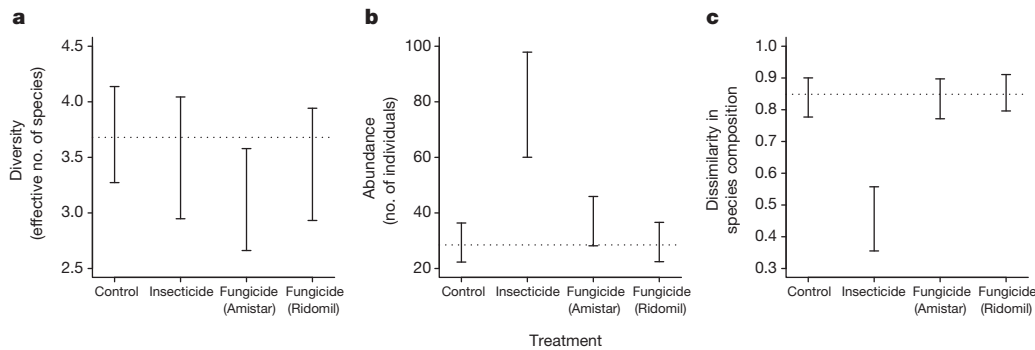 a
Diversity
(effective no. of species)
4.5
4.0
3.5
3.0
2.5
Control
Insecticide
Fungicide
(Amistar)
Fungicide
(Ridomil)
b
Abundance
(no. of individuals)
100
80
60
40
20
Control
Insecticide
Fungicide
(Amistar)
Fungicide
(Ridomil)
Treatment
c
Dissimilarity in
species composition
1.0
0.9
0.8
0.7
0.6
0.5
0.4
0.3
Control
Insecticide
Fungicide
(Amistar)
Fungicide
(Ridomil)